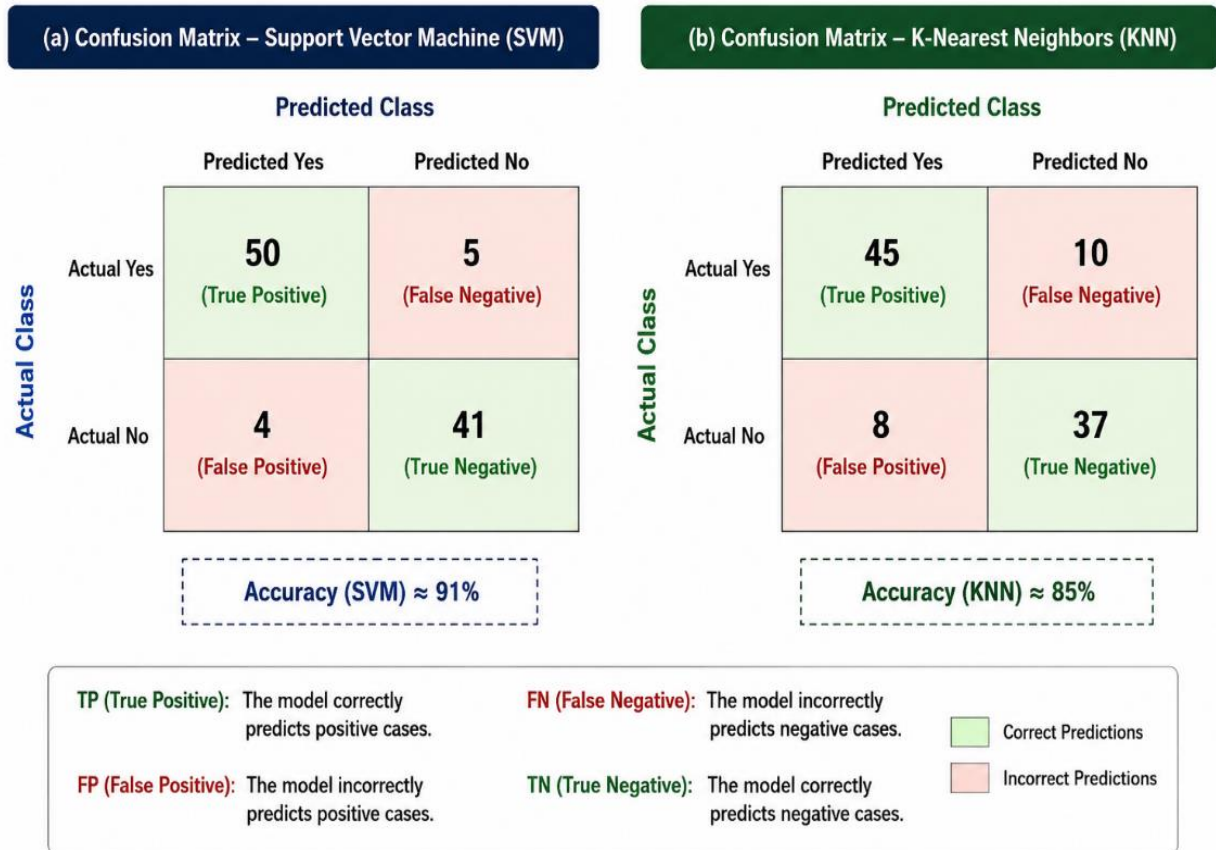 (a) Confusion Matrix – Support Vector Machine (SVM)
Predicted Class
Predicted Yes Predicted No
Actual Class
Actual Yes
50
(True Positive)
5
(False Negative)
Actual No
4
(False Positive)
41
(True Negative)
Accuracy (SVM) ≈ 91%
(b) Confusion Matrix – K-Nearest Neighbors (KNN)
Predicted Class
Predicted Yes Predicted No
Actual Class
Actual Yes
45
(True Positive)
10
(False Negative)
Actual No
8
(False Positive)
37
(True Negative)
Accuracy (KNN) ≈ 85%
TP (True Positive): The model correctly
predicts positive cases.
FP (False Positive): The model incorrectly
predicts positive cases.
FN (False Negative): The model incorrectly
predicts negative cases.
TN (True Negative): The model correctly
predicts negative cases.
Correct Predictions
Incorrect Predictions